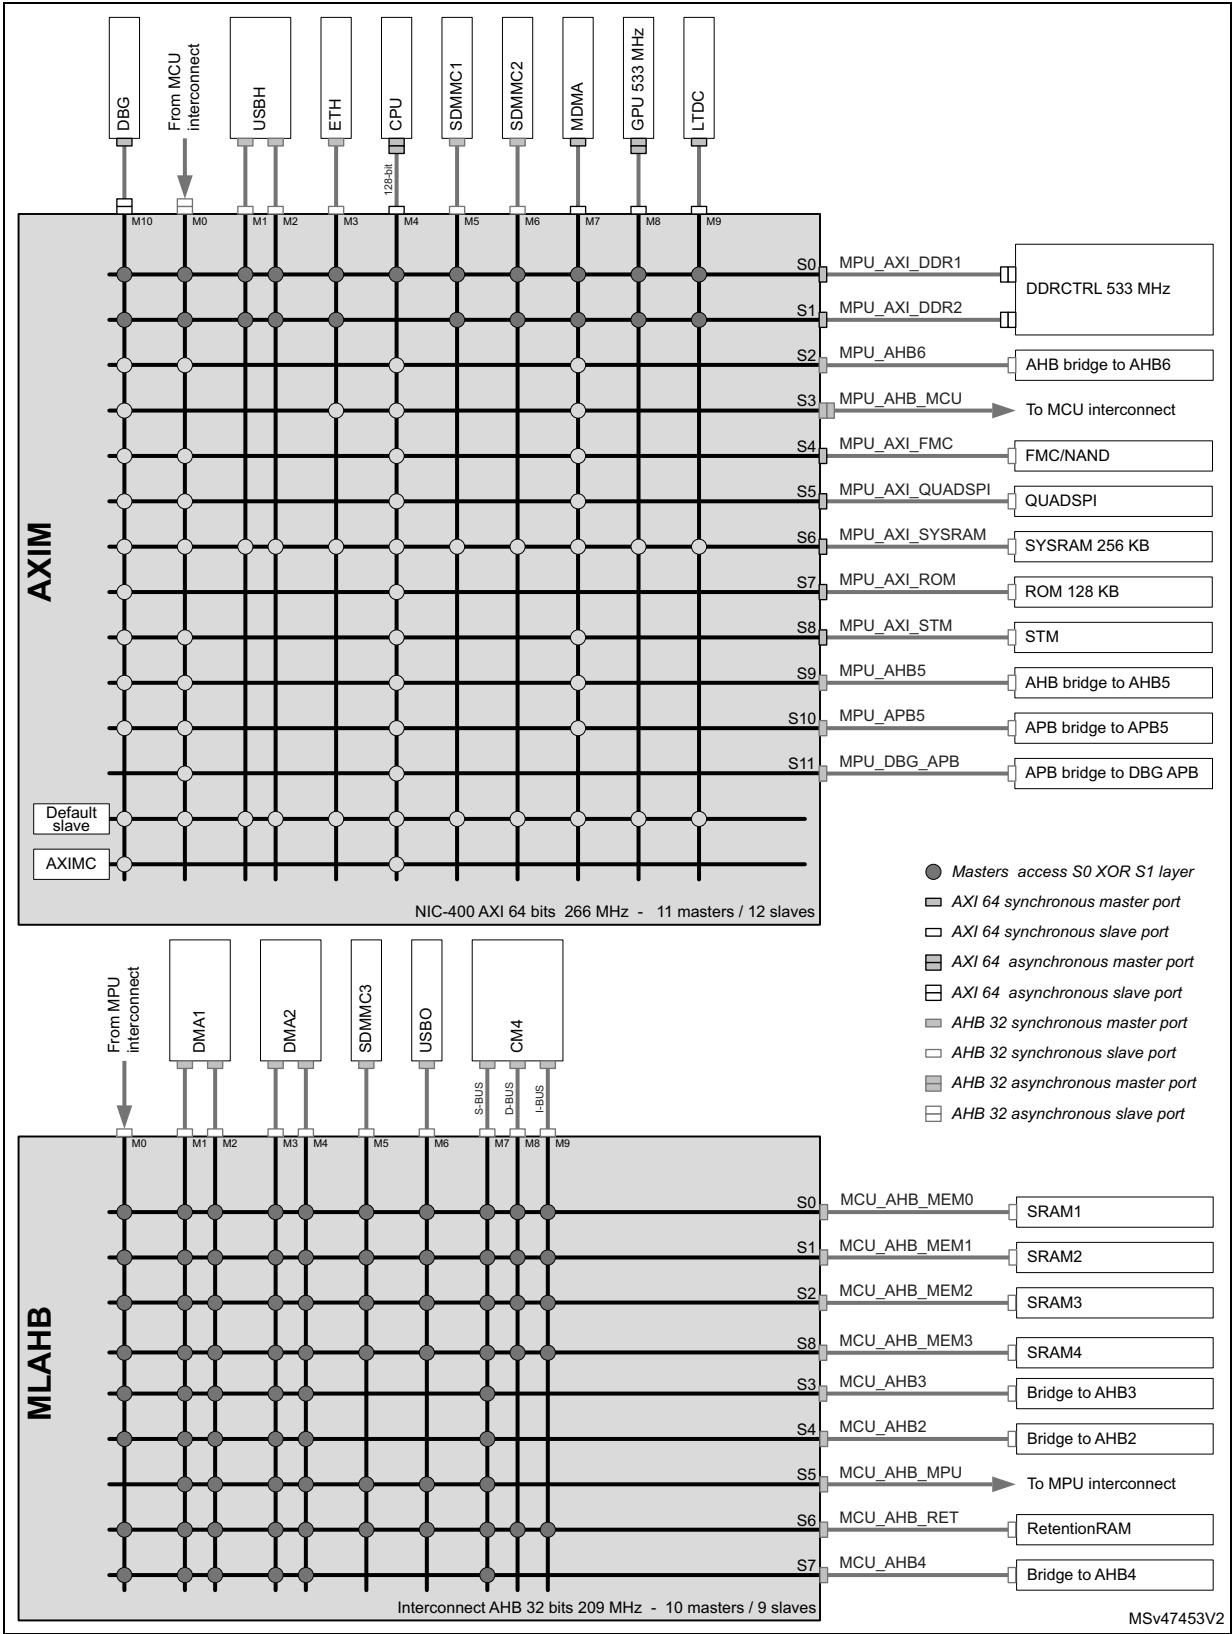 DBG
From MCU
interconnect
USBH
ETH
CPU
SDMMC1
SDMMC2
MDMA
GPU 533 MHz
LTDC
128-bit
M10
M0
M1
M2
M3
M4
M5
M6
M7
M8
M9
AXIM
S0
MPU_AXI_DDR1
DDRCTRL 533 MHz
S1
MPU_AXI_DDR2
S2
MPU_AHB6
AHB bridge to AHB6
S3
MPU_AHB_MCU
To MCU interconnect
S4
MPU_AXI_FMC
FMC/NAND
S5
MPU_AXI_QUADSPI
QUADSPI
S6
MPU_AXI_SYSRAM
SYSRAM 256 KB
S7
MPU_AXI_ROM
ROM 128 KB
S8
MPU_AXI_STM
STM
S9
MPU_AHB5
AHB bridge to AHB5
S10
MPU_APB5
APB bridge to APB5
S11
MPU_DBG_APB
APB bridge to DBG APB
Default
slave
AXIMC
NIC-400 AXI 64 bits 266 MHz - 11 masters / 12 slaves
Masters access S0 XOR S1 layer
AXI 64 synchronous master port
AXI 64 synchronous slave port
AXI 64 asynchronous master port
AXI 64 asynchronous slave port
AHB 32 synchronous master port
AHB 32 synchronous slave port
AHB 32 asynchronous master port
AHB 32 asynchronous slave port
From MPU
interconnect
DMA1
DMA2
SDMMC3
USBO
CM4
S-BUS
D-BUS
I-BUS
M0
M1
M2
M3
M4
M5
M6
M7
M8
M9
MLAHB
S0
MCU_AHB_MEM0
SRAM1
S1
MCU_AHB_MEM1
SRAM2
S2
MCU_AHB_MEM2
SRAM3
S8
MCU_AHB_MEM3
SRAM4
S3
MCU_AHB3
Bridge to AHB3
S4
MCU_AHB2
Bridge to AHB2
S5
MCU_AHB_MPU
To MPU interconnect
S6
MCU_AHB_RET
RetentionRAM
S7
MCU_AHB4
Bridge to AHB4
Interconnect AHB 32 bits 209 MHz - 10 masters / 9 slaves
MSv47453V2